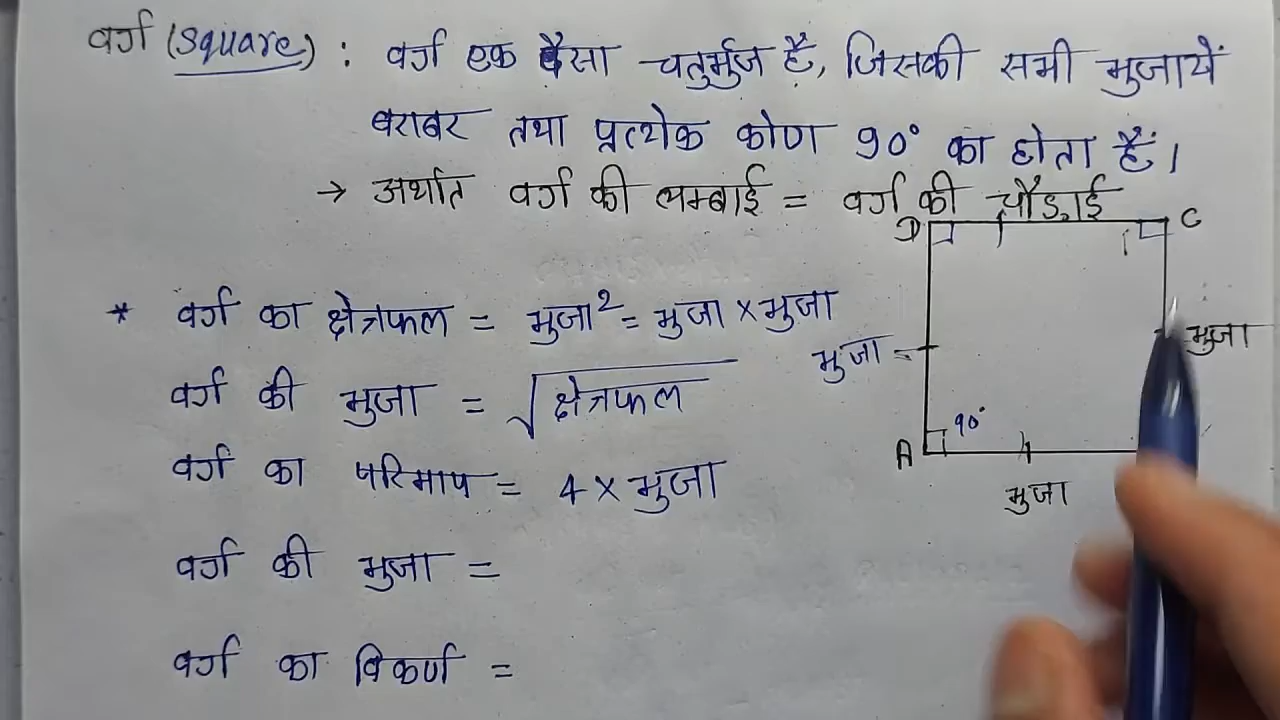 वर्ग (square) : वर्ग एक वैसा चतुर्भुज है, जिसकी सभी भुजायें
बराबर तथा प्रत्येक कोण 90° का होता है।
→ अर्थात वर्ग की लम्बाई = वर्ग की चौड़ाई
D C
* वर्ग का क्षेत्रफल = भुजा² = भुजा × भुजा
भुजा भुजा
वर्ग की भुजा = √क्षेत्रफल
90°
A
वर्ग का परिमाप = 4 × भुजा
भुजा
वर्ग की भुजा =
वर्ग का विकर्ण =